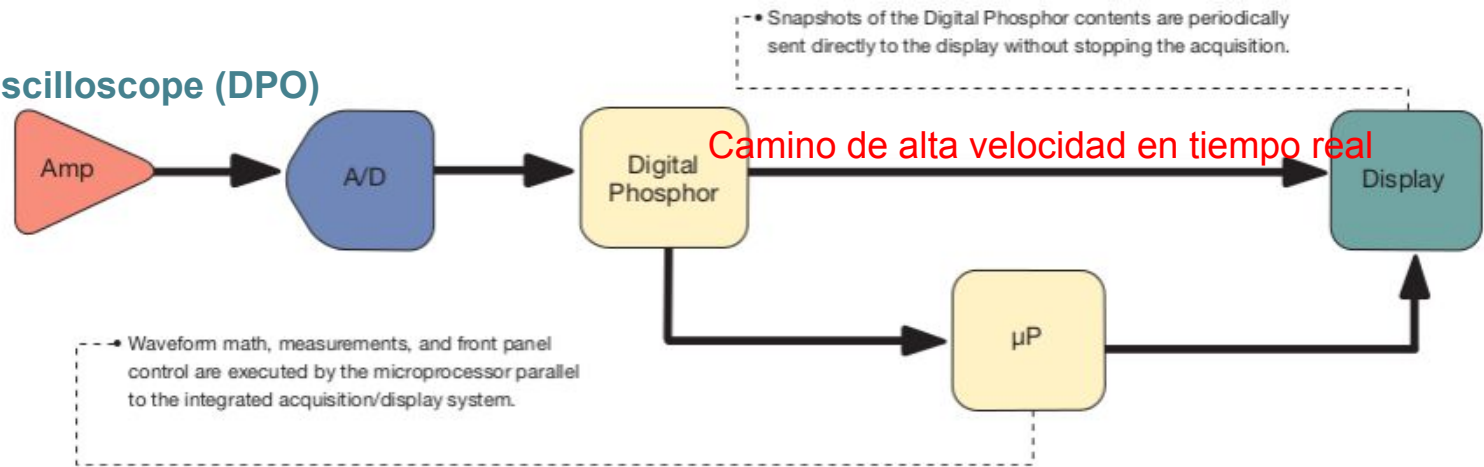 • Snapshots of the Digital Phosphor contents are periodically
sent directly to the display without stopping the acquisition.
scilloscope (DPO)
Camino de alta velocidad en tiempo real
Amp
A/D
Digital
Phosphor
Display
µP
• Waveform math, measurements, and front panel
control are executed by the microprocessor parallel
to the integrated acquisition/display system.